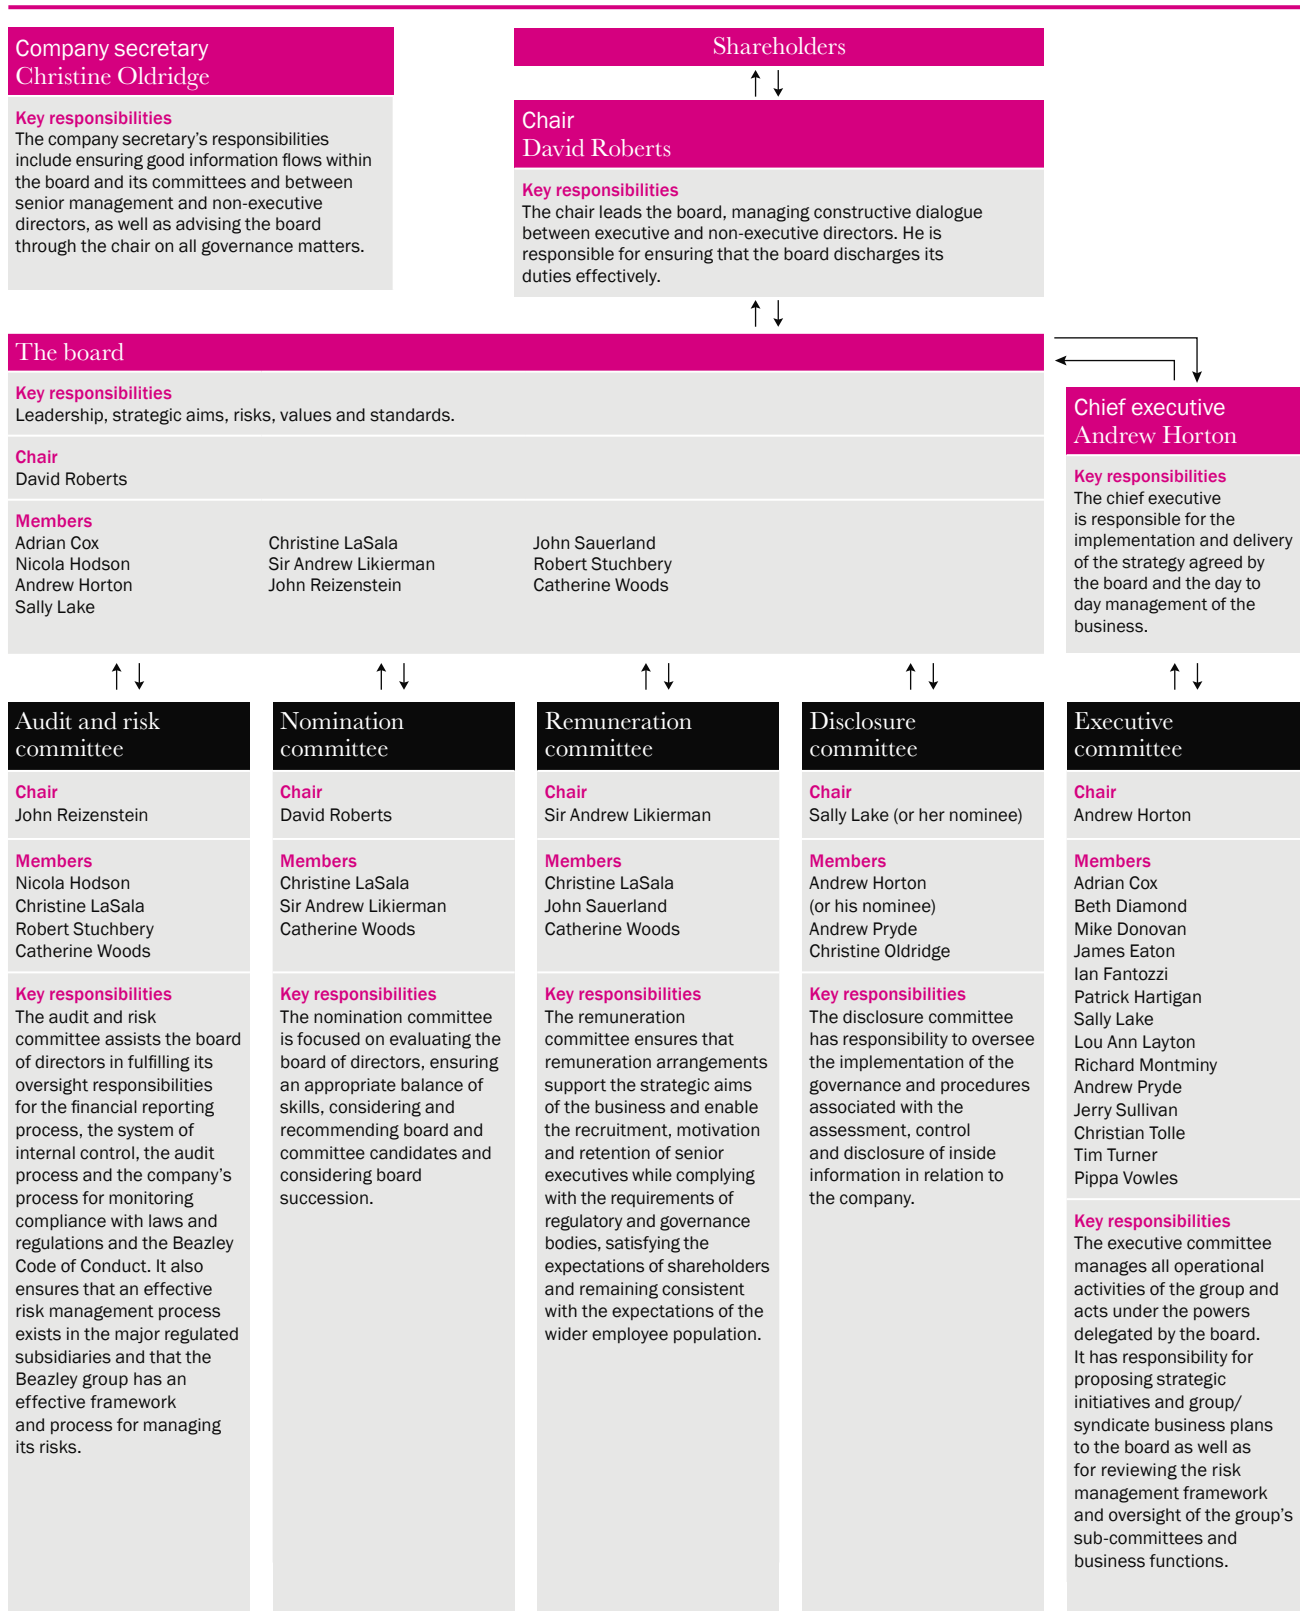 Company secretary
Christine Oldridge
Key responsibilities
The company secretary's responsibilities
include ensuring good information flows within
the board and its committees and between
senior management and non-executive
directors, as well as advising the board
through the chair on all governance matters.
Shareholders
Chair
David Roberts
Key responsibilities
The chair leads the board, managing constructive dialogue
between executive and non-executive directors. He is
responsible for ensuring that the board discharges its
duties effectively.
The board
Key responsibilities
Leadership, strategic aims, risks, values and standards.
Chair
David Roberts
Members
Adrian Cox
Nicola Hodson
Andrew Horton
Sally Lake
Christine LaSala
Sir Andrew Likierman
John Reizenstein
John Sauerland
Robert Stuchbery
Catherine Woods
Chief executive
Andrew Horton
Key responsibilities
The chief executive
is responsible for the
implementation and delivery
of the strategy agreed by
the board and the day to
day management of the
business.
Audit and risk
committee
Chair
John Reizenstein
Members
Nicola Hodson
Christine LaSala
Robert Stuchbery
Catherine Woods
Key responsibilities
The audit and risk
committee assists the board
of directors in fulfilling its
oversight responsibilities
for the financial reporting
process, the system of
internal control, the audit
process and the company's
process for monitoring
compliance with laws and
regulations and the Beazley
Code of Conduct. It also
ensures that an effective
risk management process
exists in the major regulated
subsidiaries and that the
Beazley group has an
effective framework
and process for managing
its risks.
Nomination
committee
Chair
David Roberts
Members
Christine LaSala
Sir Andrew Likierman
Catherine Woods
Key responsibilities
The nomination committee
is focused on evaluating the
board of directors, ensuring
an appropriate balance of
skills, considering and
recommending board and
committee candidates and
considering board
succession.
Remuneration
committee
Chair
Sir Andrew Likierman
Members
Christine LaSala
John Sauerland
Catherine Woods
Key responsibilities
The remuneration
committee ensures that
remuneration arrangements
support the strategic aims
of the business and enable
the recruitment, motivation
and retention of senior
executives while complying
with the requirements of
regulatory and governance
bodies, satisfying the
expectations of shareholders
and remaining consistent
with the expectations of the
wider employee population.
Disclosure
committee
Chair
Sally Lake (or her nominee)
Members
Andrew Horton
(or his nominee)
Andrew Pryde
Christine Oldridge
Key responsibilities
The disclosure committee
has responsibility to oversee
the implementation of the
governance and procedures
associated with the
assessment, control
and disclosure of inside
information in relation to
the company.
Executive
committee
Chair
Andrew Horton
Members
Adrian Cox
Beth Diamond
Mike Donovan
James Eaton
Ian Fantozzi
Patrick Hartigan
Sally Lake
Lou Ann Layton
Richard Montminy
Andrew Pryde
Jerry Sullivan
Christian Tolle
Tim Turner
Pippa Vowles
Key responsibilities
The executive committee
manages all operational
activities of the group and
acts under the powers
delegated by the board.
It has responsibility for
proposing strategic
initiatives and group/
syndicate business plans
to the board as well as
for reviewing the risk
management framework
and oversight of the group's
sub-committees and
business functions.